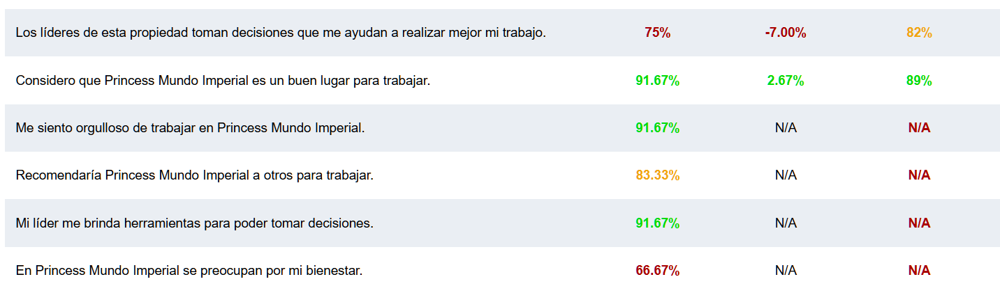 Los líderes de esta propiedad toman decisiones que me ayudan a realizar mejor mi trabajo. 75% -7.00% 82%
Considero que Princess Mundo Imperial es un buen lugar para trabajar. 91.67% 2.67% 89%
Me siento orgulloso de trabajar en Princess Mundo Imperial. 91.67% N/A N/A
Recomendaría Princess Mundo Imperial a otros para trabajar. 83.33% N/A N/A
Mi líder me brinda herramientas para poder tomar decisiones. 91.67% N/A N/A
En Princess Mundo Imperial se preocupan por mi bienestar. 66.67% N/A N/A